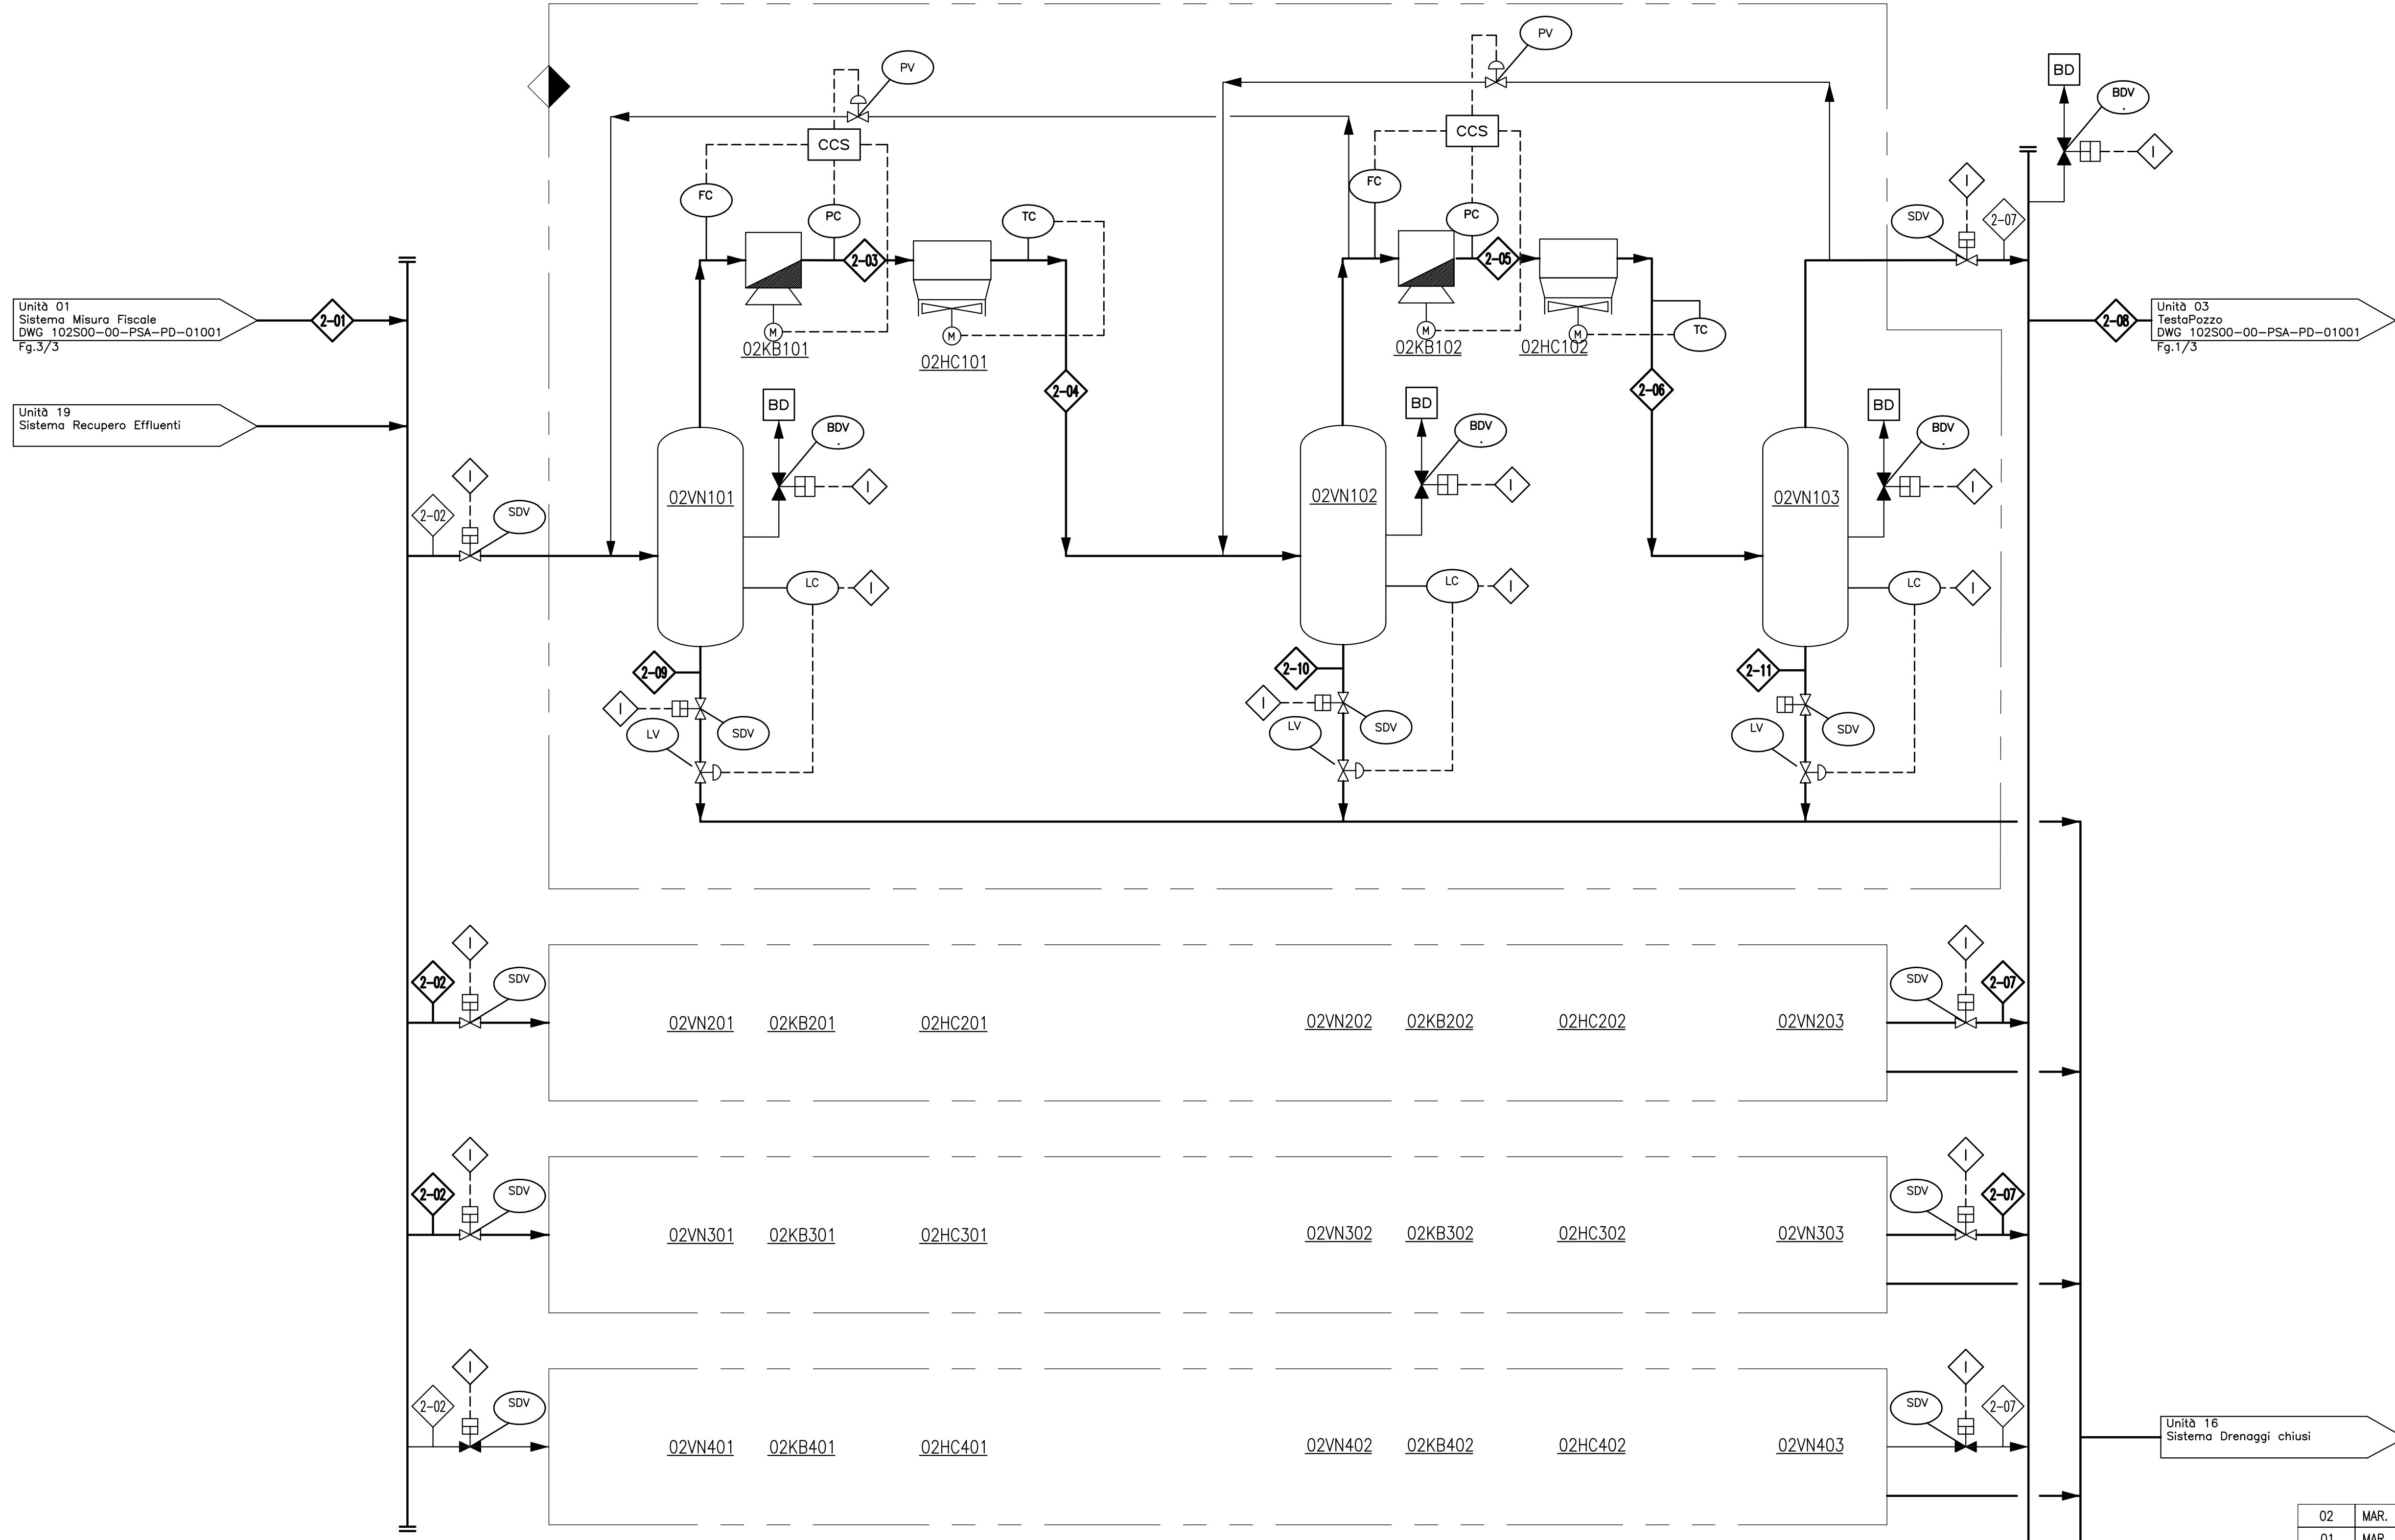 PV
PV
BD
BDV
.
I
CCS
CCS
FC
PC
TC
FC
PC
I
SDV
2-07
2-03
2-05
M
M
M
M
TC
02KB101
02HC101
02KB102
02HC102
Unità 01
Sistema Misura Fiscale
DWG 102S00-00-PSA-PD-01001
Fg.3/3
2-01
2-08
Unità 03
TestaPozzo
DWG 102S00-00-PSA-PD-01001
Fg.1/3
2-04
2-06
Unità 19
Sistema Recupero Effluenti
BD
BDV
.
BD
BDV
.
BD
BDV
.
I
2-02
SDV
02VN101
I
02VN102
I
02VN103
I
LC
I
LC
I
LC
I
2-09
2-10
2-11
I
LV
SDV
I
LV
SDV
LV
SDV
I
I
2-02
SDV
SDV
2-07
02VN201
02KB201
02HC201
02VN202
02KB202
02HC202
02VN203
I
I
2-02
SDV
SDV
2-07
02VN301
02KB301
02HC301
02VN302
02KB302
02HC302
02VN303
I
I
2-02
SDV
SDV
2-07
02VN401
02KB401
02HC401
02VN402
02KB402
02HC402
02VN403
Unità 16
Sistema Drenaggi chiusi
02 MAR.
01 MAR